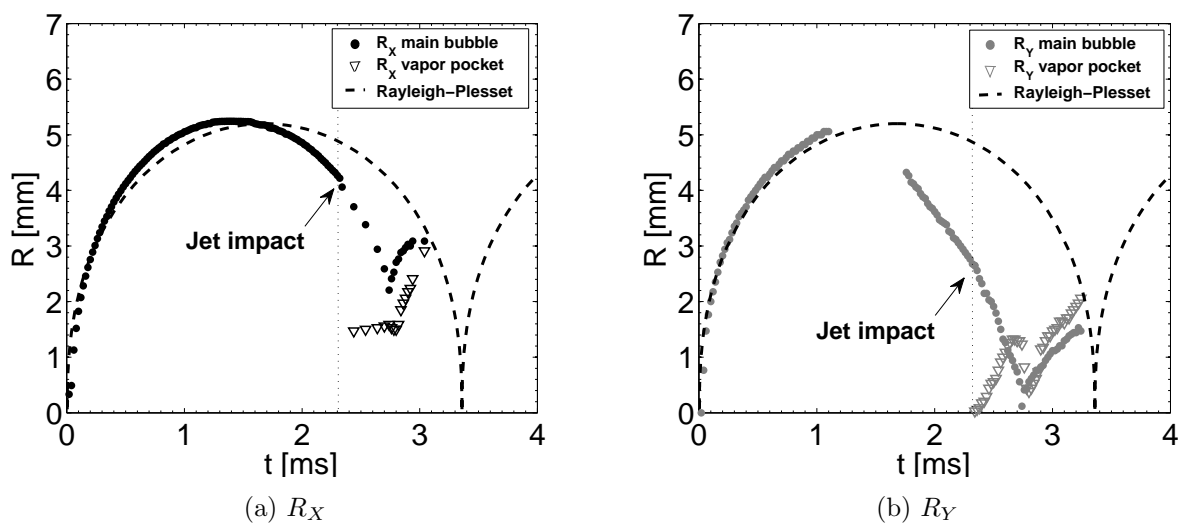 7
6
5
4
3
2
1
0
R [mm]
0 1 2 3 4
t [ms]
R_X main bubble
R_X vapor pocket
Rayleigh−Plesset
Jet impact
(a) R_X
7
6
5
4
3
2
1
0
R [mm]
0 1 2 3 4
t [ms]
R_Y main bubble
R_Y vapor pocket
Rayleigh−Plesset
Jet impact
(b) R_Y